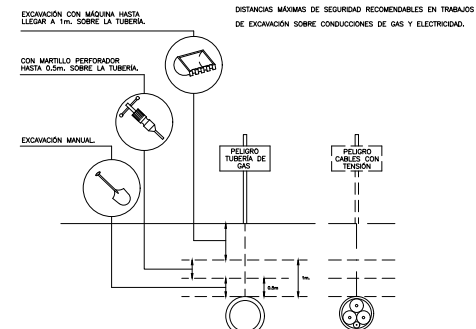 DISTANCIAS MÁXIMAS DE SEGURIDAD RECOMENDABLES EN TRABAJOS
DE EXCAVACIÓN SOBRE CONDUCCIONES DE GAS Y ELECTRICIDAD.
EXCAVACIÓN CON MÁQUINA HASTA
LLEGAR A 1m. SOBRE LA TUBERÍA.
CON MARTILLO PERFORADOR
HASTA 0.5m. SOBRE LA TUBERÍA.
EXCAVACIÓN MANUAL.
PELIGRO
TUBERÍA DE
GAS
PELIGRO
CABLES CON
TENSIÓN
1m.
0.5m